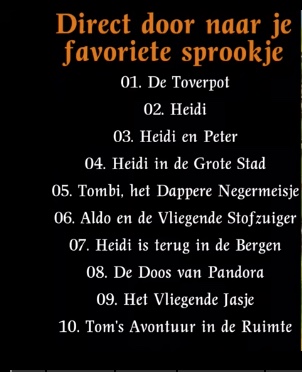 Direct door naar je
favoriete sprookje
01. De Toverpot
02. Heidi
03. Heidi en Peter
04. Heidi in de Grote Stad
05. Tombi, het Dappere Negermeisje
06. Aldo en de Vliegende Stofzuiger
07. Heidi is terug in de Bergen
08. De Doos van Pandora
09. Het Vliegende Jasje
10. Tom's Avontuur in de Ruimte